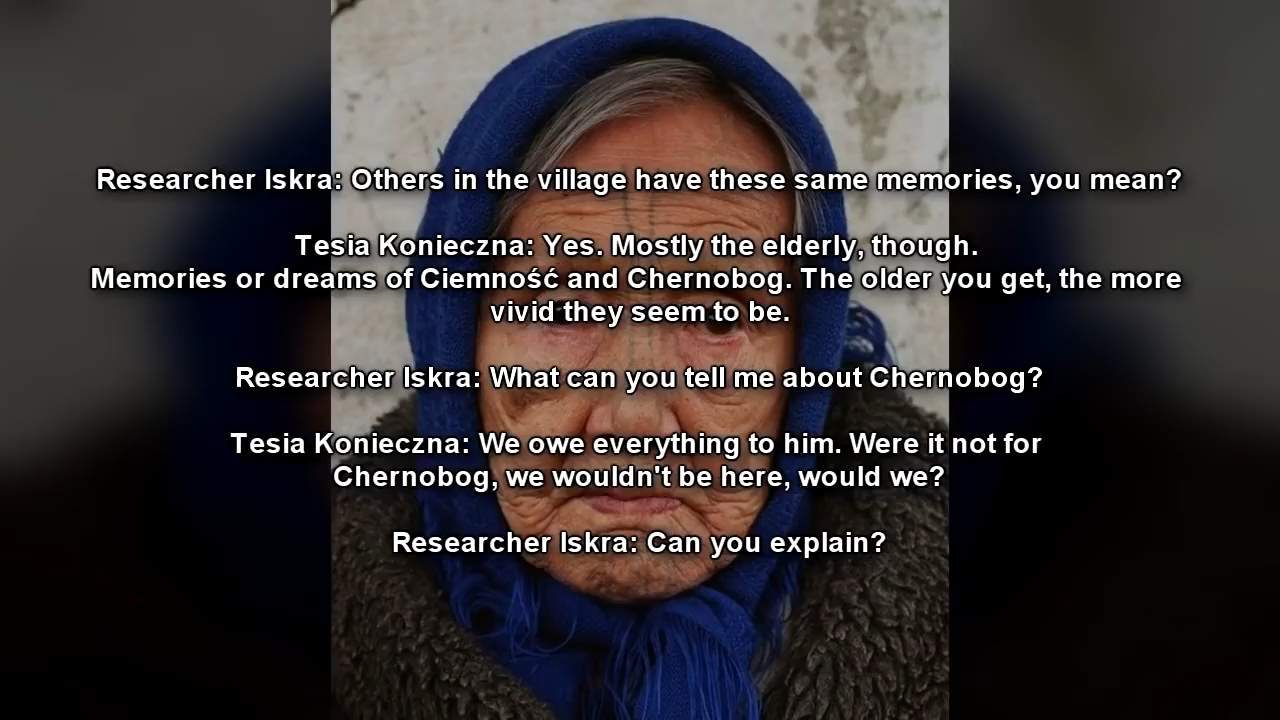 Researcher Iskra: Others in the village have these same memories, you mean?
Tesia Konieczna: Yes. Mostly the elderly, though.
Memories or dreams of Ciemność and Chernobog. The older you get, the more
vivid they seem to be.
Researcher Iskra: What can you tell me about Chernobog?
Tesia Konieczna: We owe everything to him. Were it not for
Chernobog, we wouldn't be here, would we?
Researcher Iskra: Can you explain?